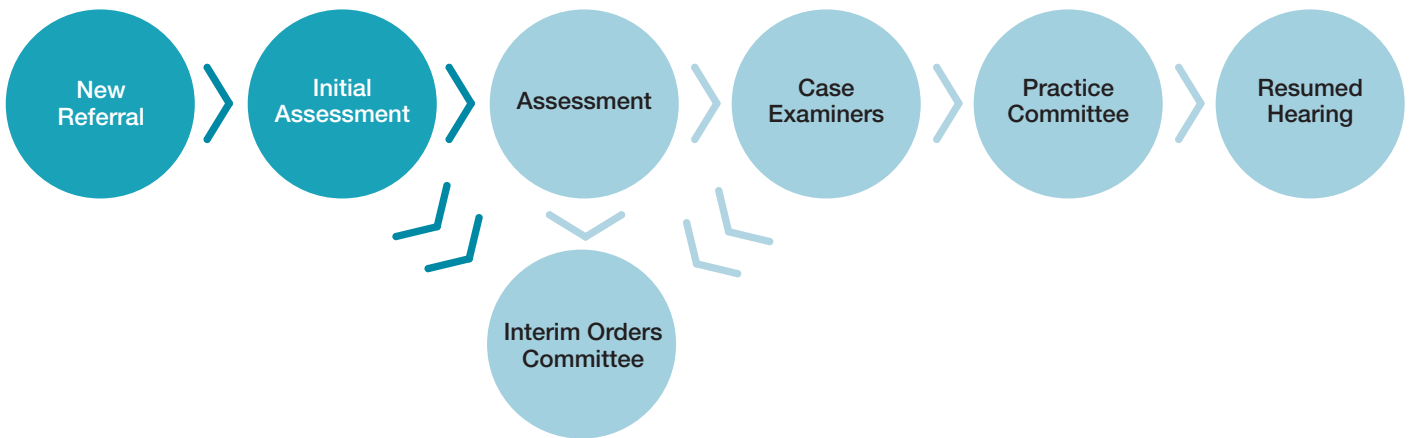 New
Referral
Initial
Assessment
Assessment
Case
Examiners
Practice
Committee
Resumed
Hearing
Interim Orders
Committee